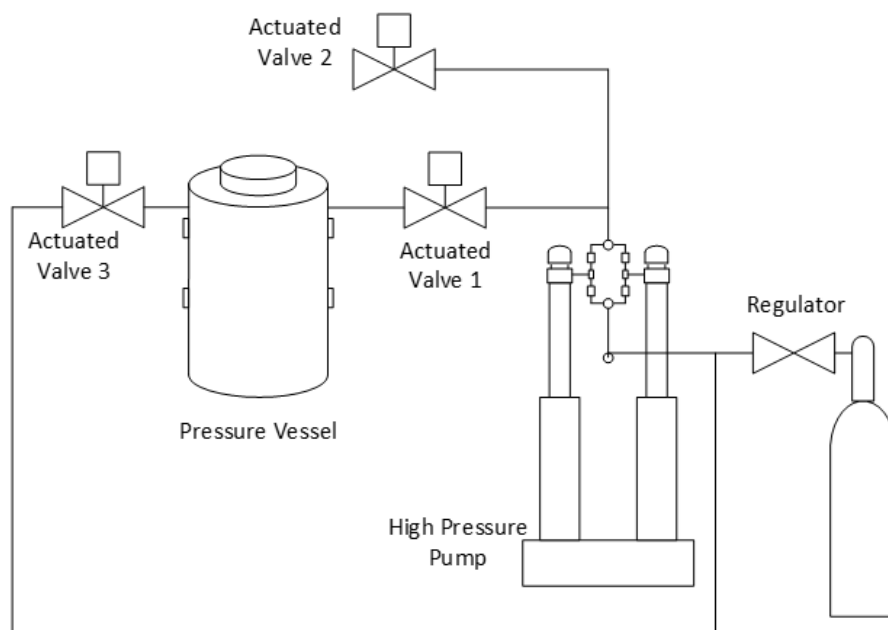 Actuated
Valve 2
Actuated
Valve 3
Actuated
Valve 1
Regulator
Pressure Vessel
High Pressure
Pump